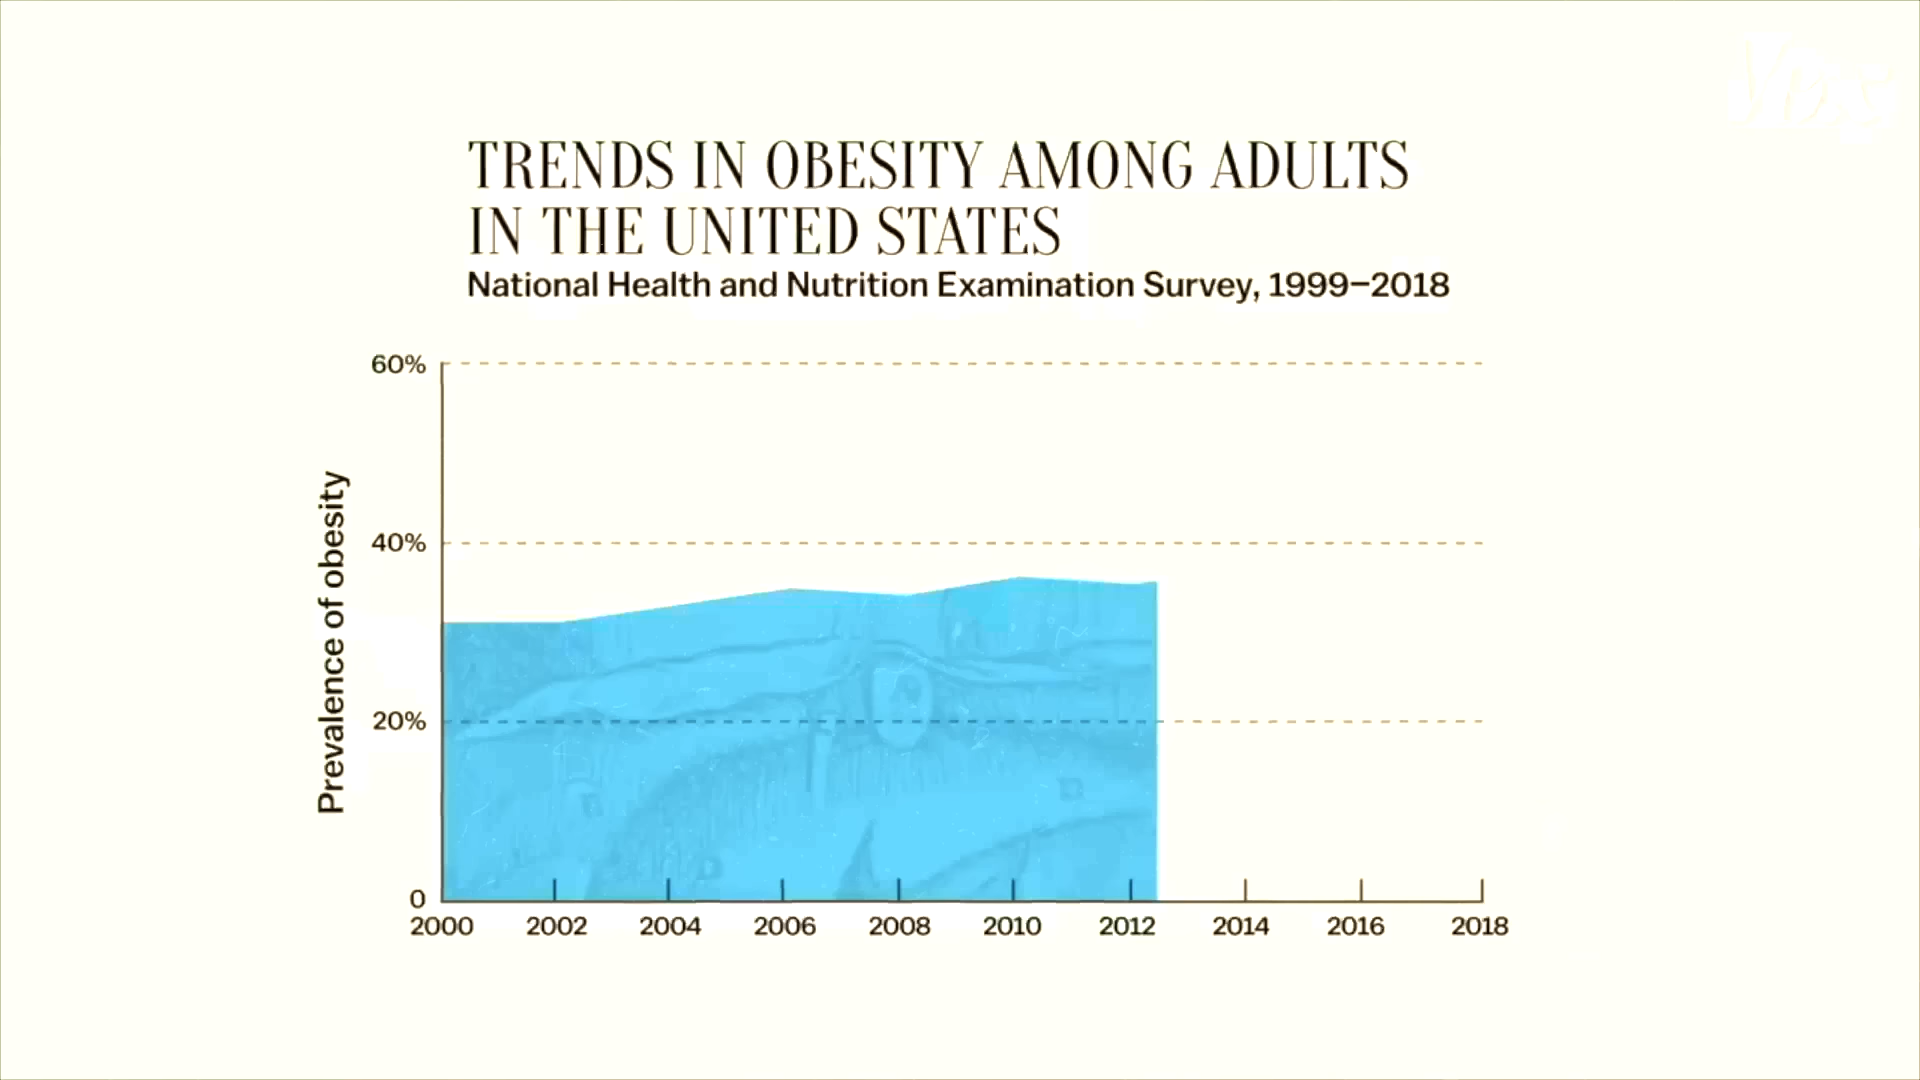 TRENDS IN OBESITY AMONG ADULTS
IN THE UNITED STATES
National Health and Nutrition Examination Survey, 1999–2018
Prevalence of obesity
60%
40%
20%
0
2000 2002 2004 2006 2008 2010 2012 2014 2016 2018